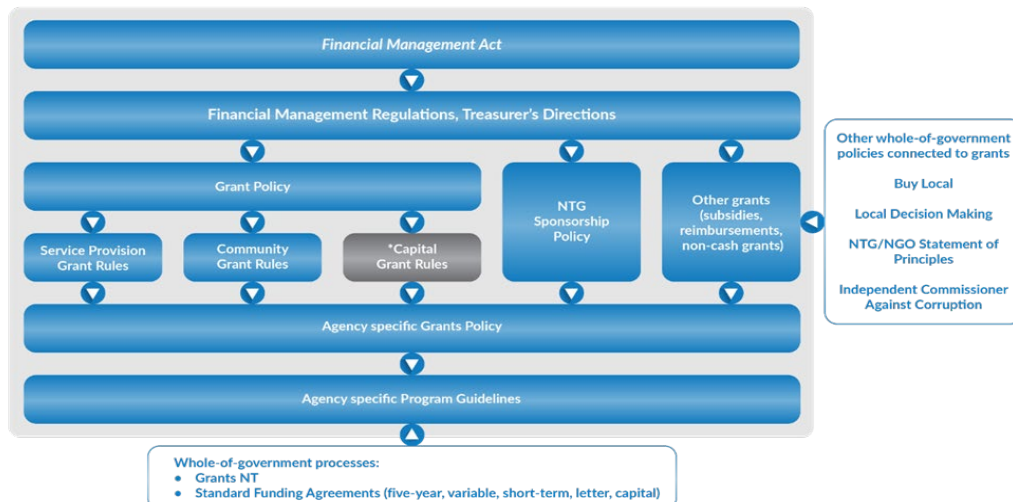 Financial Management Act
Financial Management Regulations, Treasurer's Directions
Grant Policy
NTG
Sponsorship
Policy
Other grants
(subsidies,
reimbursements,
non-cash grants)
Service Provision
Grant Rules
Community
Grant Rules
*Capital
Grant Rules
Agency specific Grants Policy
Agency specific Program Guidelines
Other whole-of-government
policies connected to grants
Buy Local
Local Decision Making
NTG/NGO Statement of
Principles
Independent Commissioner
Against Corruption
Whole-of-government processes:
• Grants NT
• Standard Funding Agreements (five-year, variable, short-term, letter, capital)